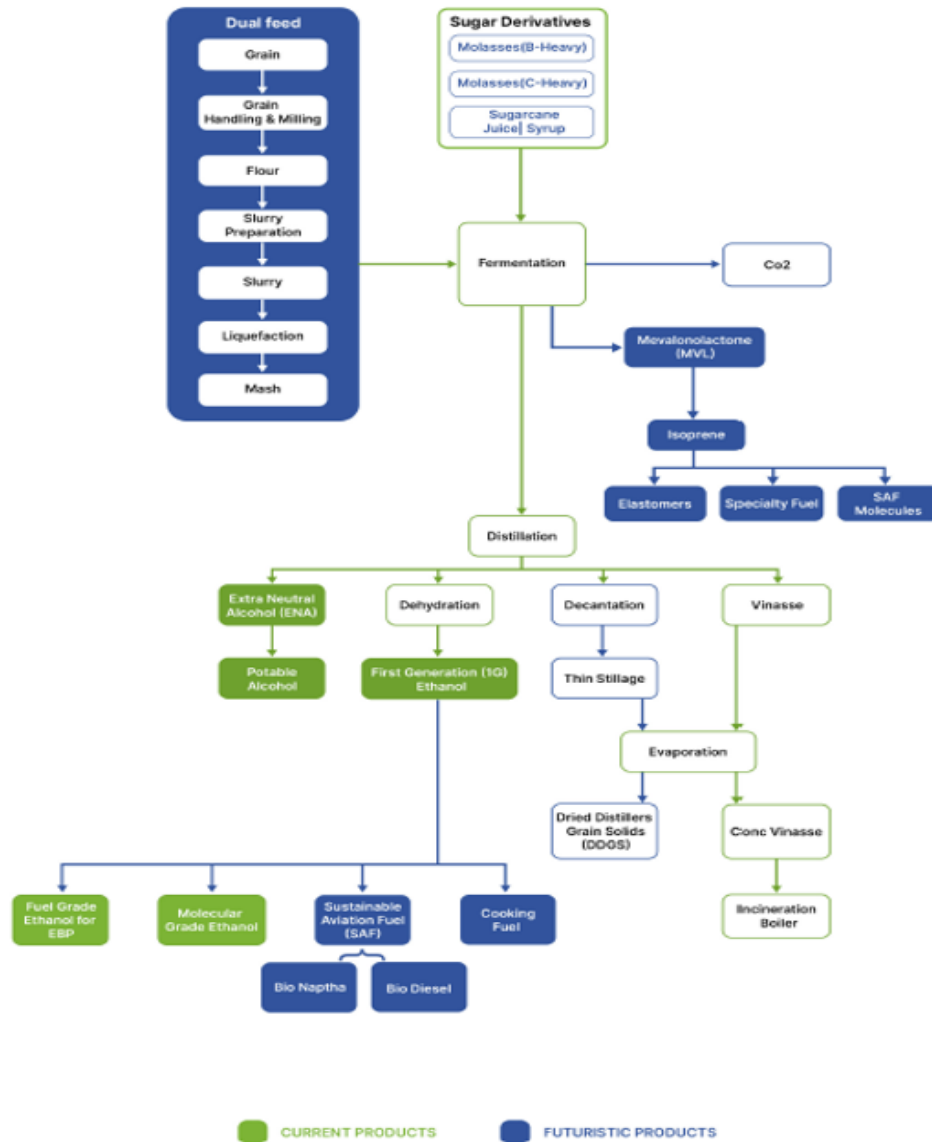 Dual feed
Grain
Grain
Handling & Milling
Flour
Slurry
Preparation
Slurry
Liquefaction
Mash
Sugar Derivatives
Molasses(B-Heavy)
Molasses(C-Heavy)
Sugarcane
Juice| Syrup
Fermentation
Co2
Mevalonolactome
(MVL)
Isoprene
Elastomers
Specialty Fuel
SAF
Molecules
Distillation
Extra Neutral
Alcohol (ENA)
Dehydration
Decantation
Vinasse
Potable
Alcohol
First Generation (1G)
Ethanol
Thin Stillage
Evaporation
Dried Distillers
Grain Solids
(DDGS)
Conc Vinasse
Fuel Grade
Ethanol for
EBP
Molecular
Grade Ethanol
Sustainable
Aviation Fuel
(SAF)
Cooking
Fuel
IIncineration
Boiler
Bio Naptha
Bio Diesel
CURRENT PRODUCTS
FUTURISTIC PRODUCTS